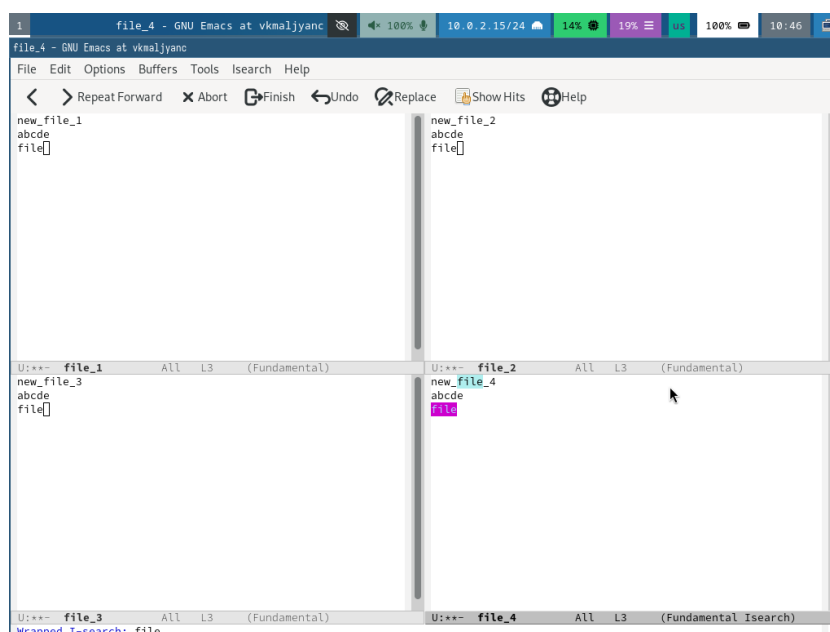 1 file_4 - GNU Emacs at vkmaljyanc 100% 10.0.2.15/24 14% 19% us 100% 10:46
file_4 - GNU Emacs at vkmaljyanc
File Edit Options Buffers Tools Isearch Help
Repeat Forward Abort Finish Undo Replace Show Hits Help
new_file_1
abcde
file
U:**- file_1 All L3 (Fundamental)
new_file_2
abcde
file
U:**- file_2 All L3 (Fundamental)
new_file_3
abcde
file
U:**- file_3 All L3 (Fundamental)
new_file_4
abcde
file
U:**- file_4 All L3 (Fundamental Isearch)
Wrapped I-search: file